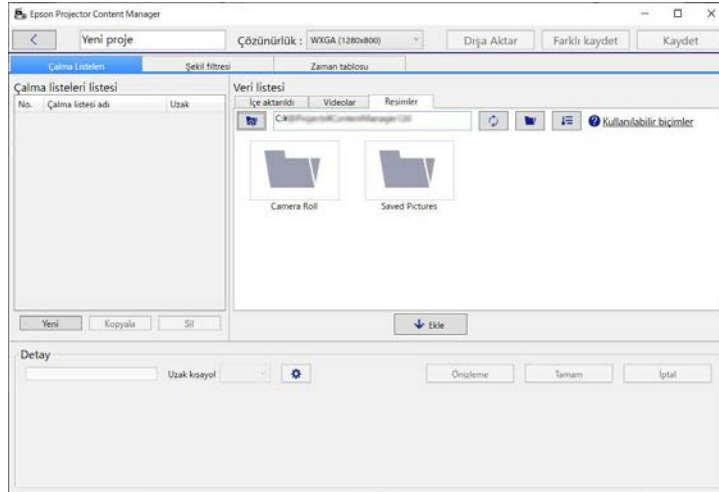 Epson Projector Content Manager
Yeni proje
Çözünürlük : WXGA (1280x800)
Dışa Aktar
Farklı kaydet
Kaydet
Çalma Listeleri
Şekil filtresi
Zaman tablosu
Çalma listeleri listesi
No. Çalma listesi adı Uzak
Veri listesi
İçe aktarıldı
Videolar
Resimler
Kullanılabilir biçimler
Camera Roll
Saved Pictures
Yeni
Kopyala
Sil
Ekle
Detay
Uzak kısayol
Önizleme
Tamam
İptal